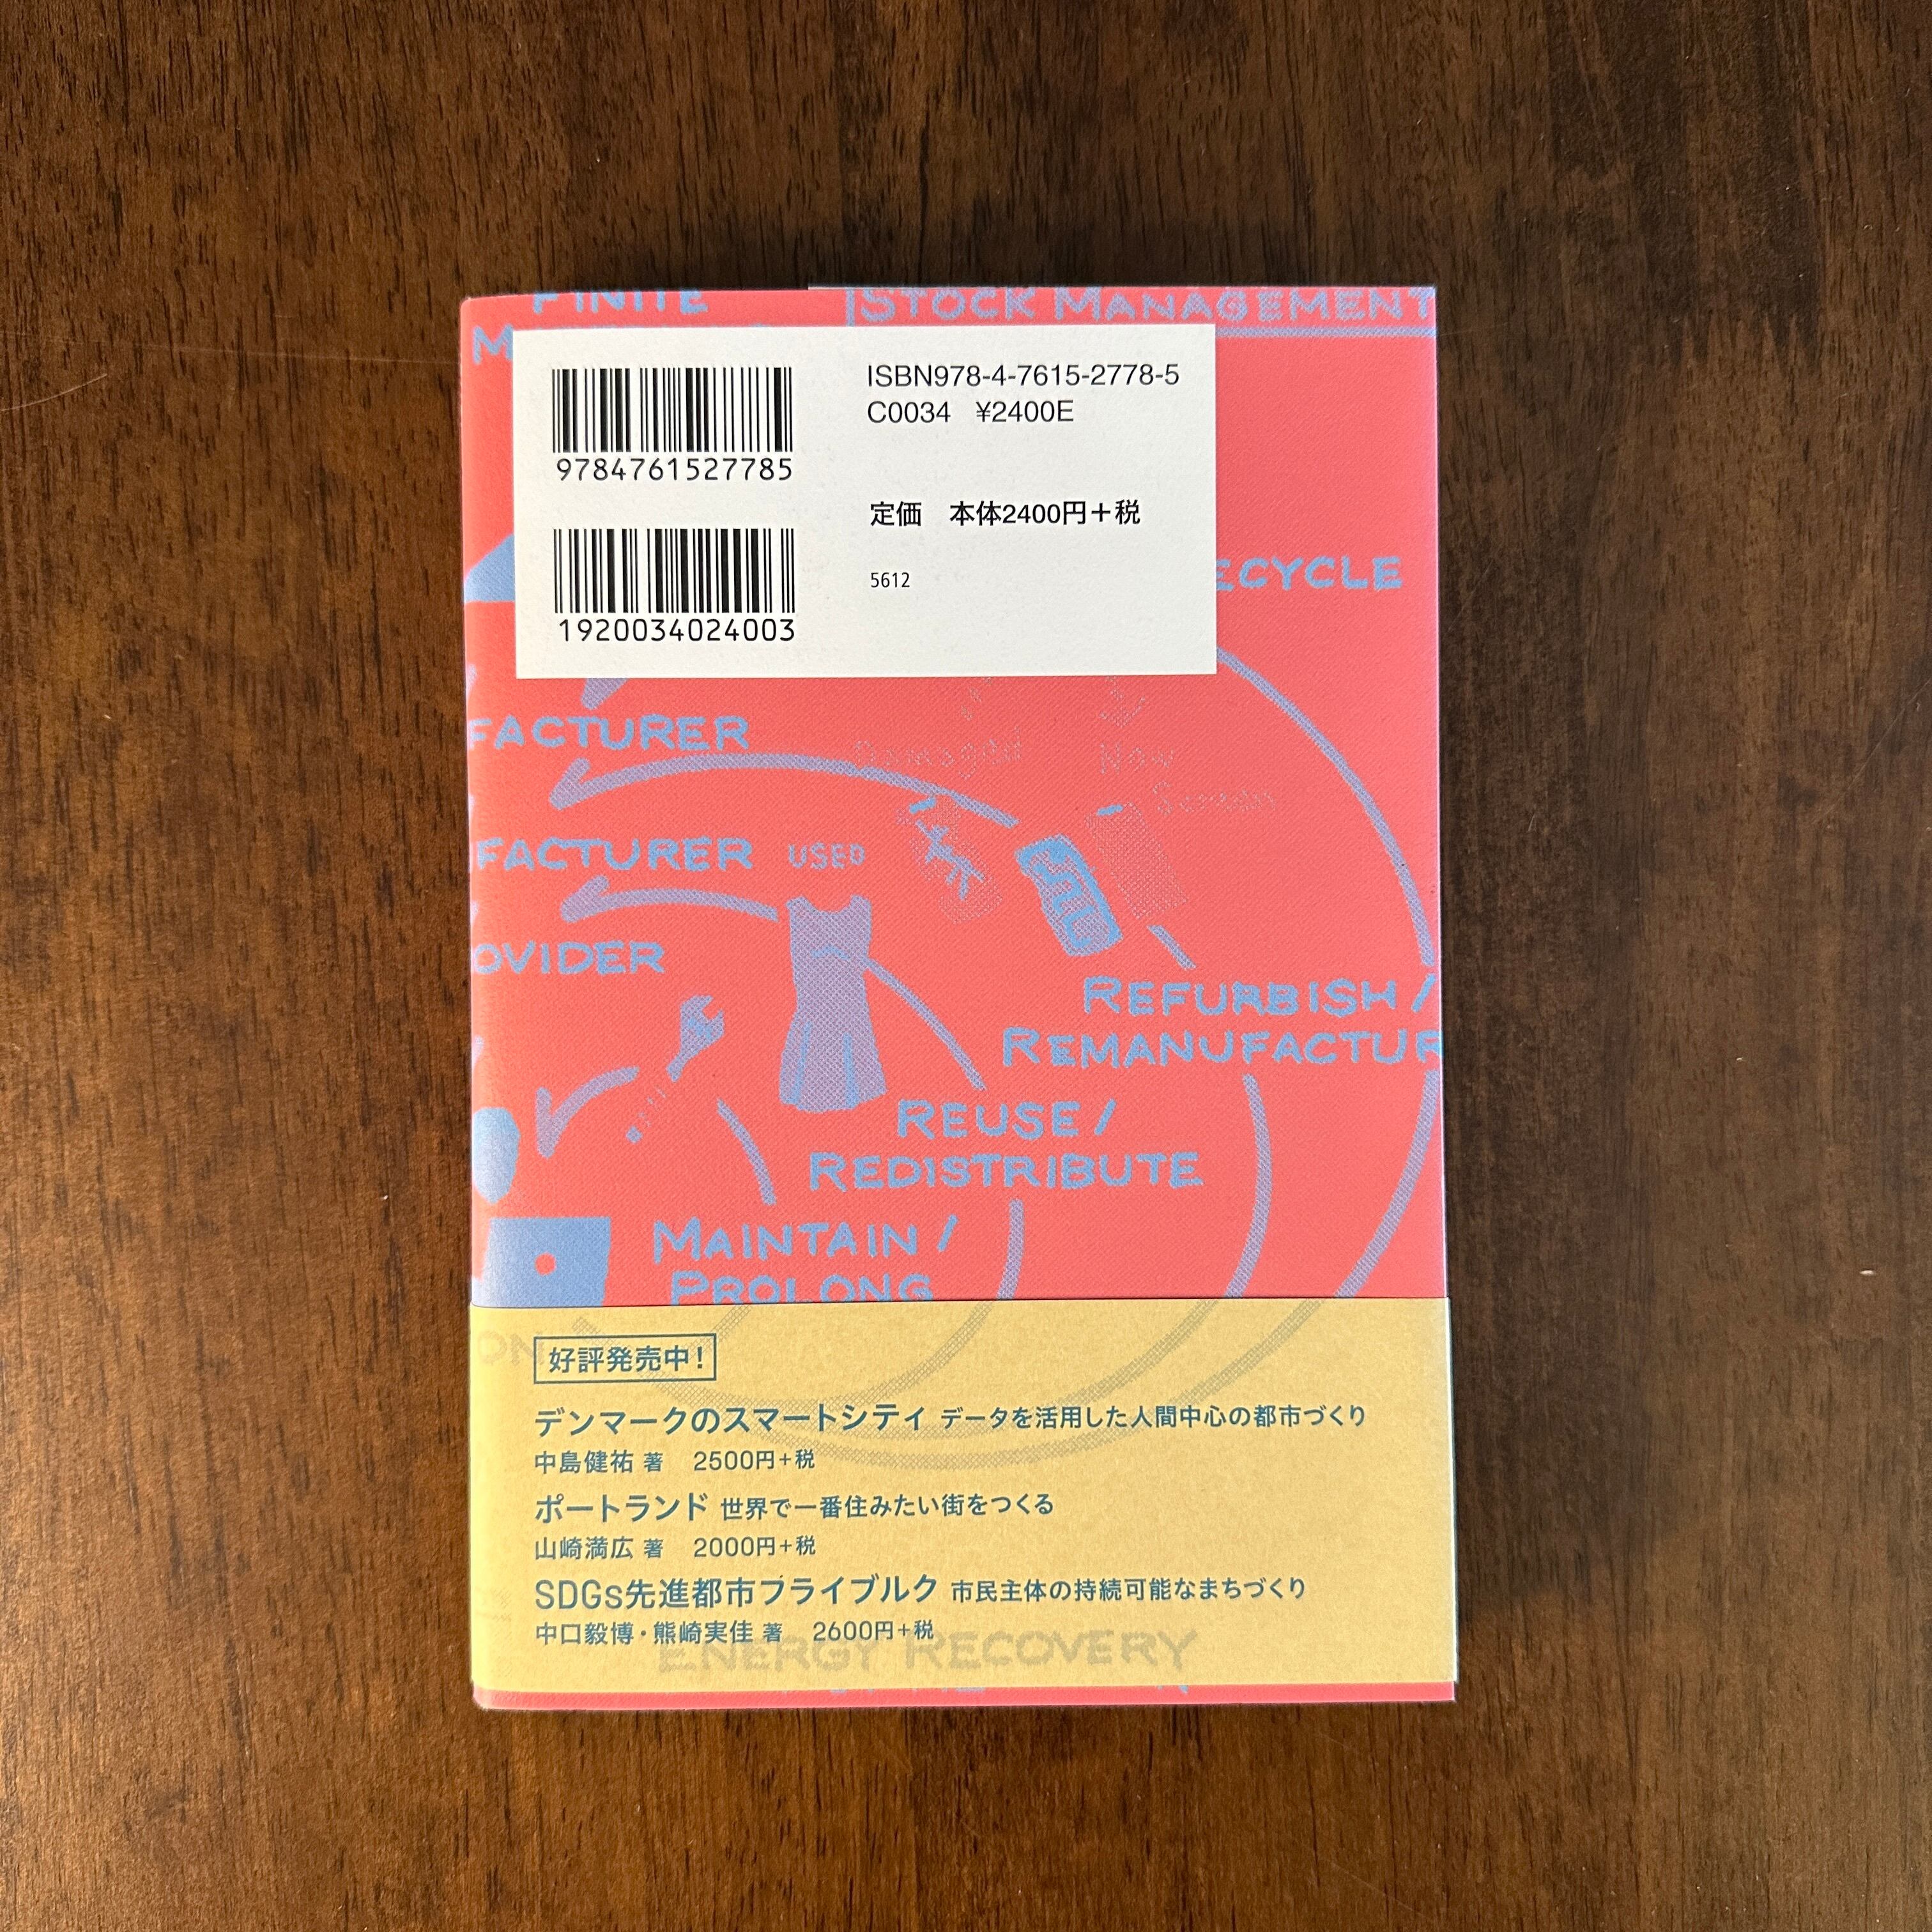 FINITE
STOCK MANAGEMENT
ISBN978-4-7615-2778-5
C0034 ¥2400E
9784761527785
定価 本体2400円+税
5612
1920034024003
ECYCLE
FACTURER
Damaged
New
Screen
FACTURER
USED
OVIDER
REFURBISH /
REMANUFACTUR
REUSE /
REDISTRIBUTE
MAINTAIN /
PROLONG
好評発売中!
デンマークのスマートシティ データを活用した人間中心の都市づくり
中島健祐 著 2500円+税
ポートランド 世界で一番住みたい街をつくる
山崎満広 著 2000円+税
SDGs先進都市フライブルク 市民主体の持続可能なまちづくり
中口毅博・熊崎実佳 著 2600円+税
ENERGY RECOVERY